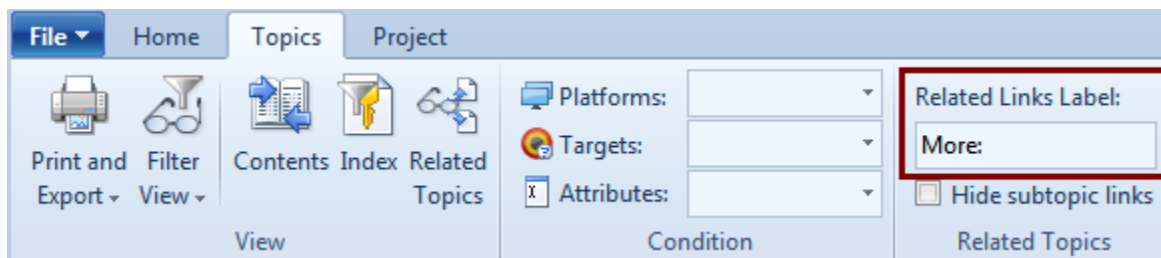 File Home Topics Project
Print and Export
Filter View
Contents
Index
Related Topics
View
Platforms:
Targets:
Attributes:
Condition
Related Links Label:
More:
Hide subtopic links
Related Topics